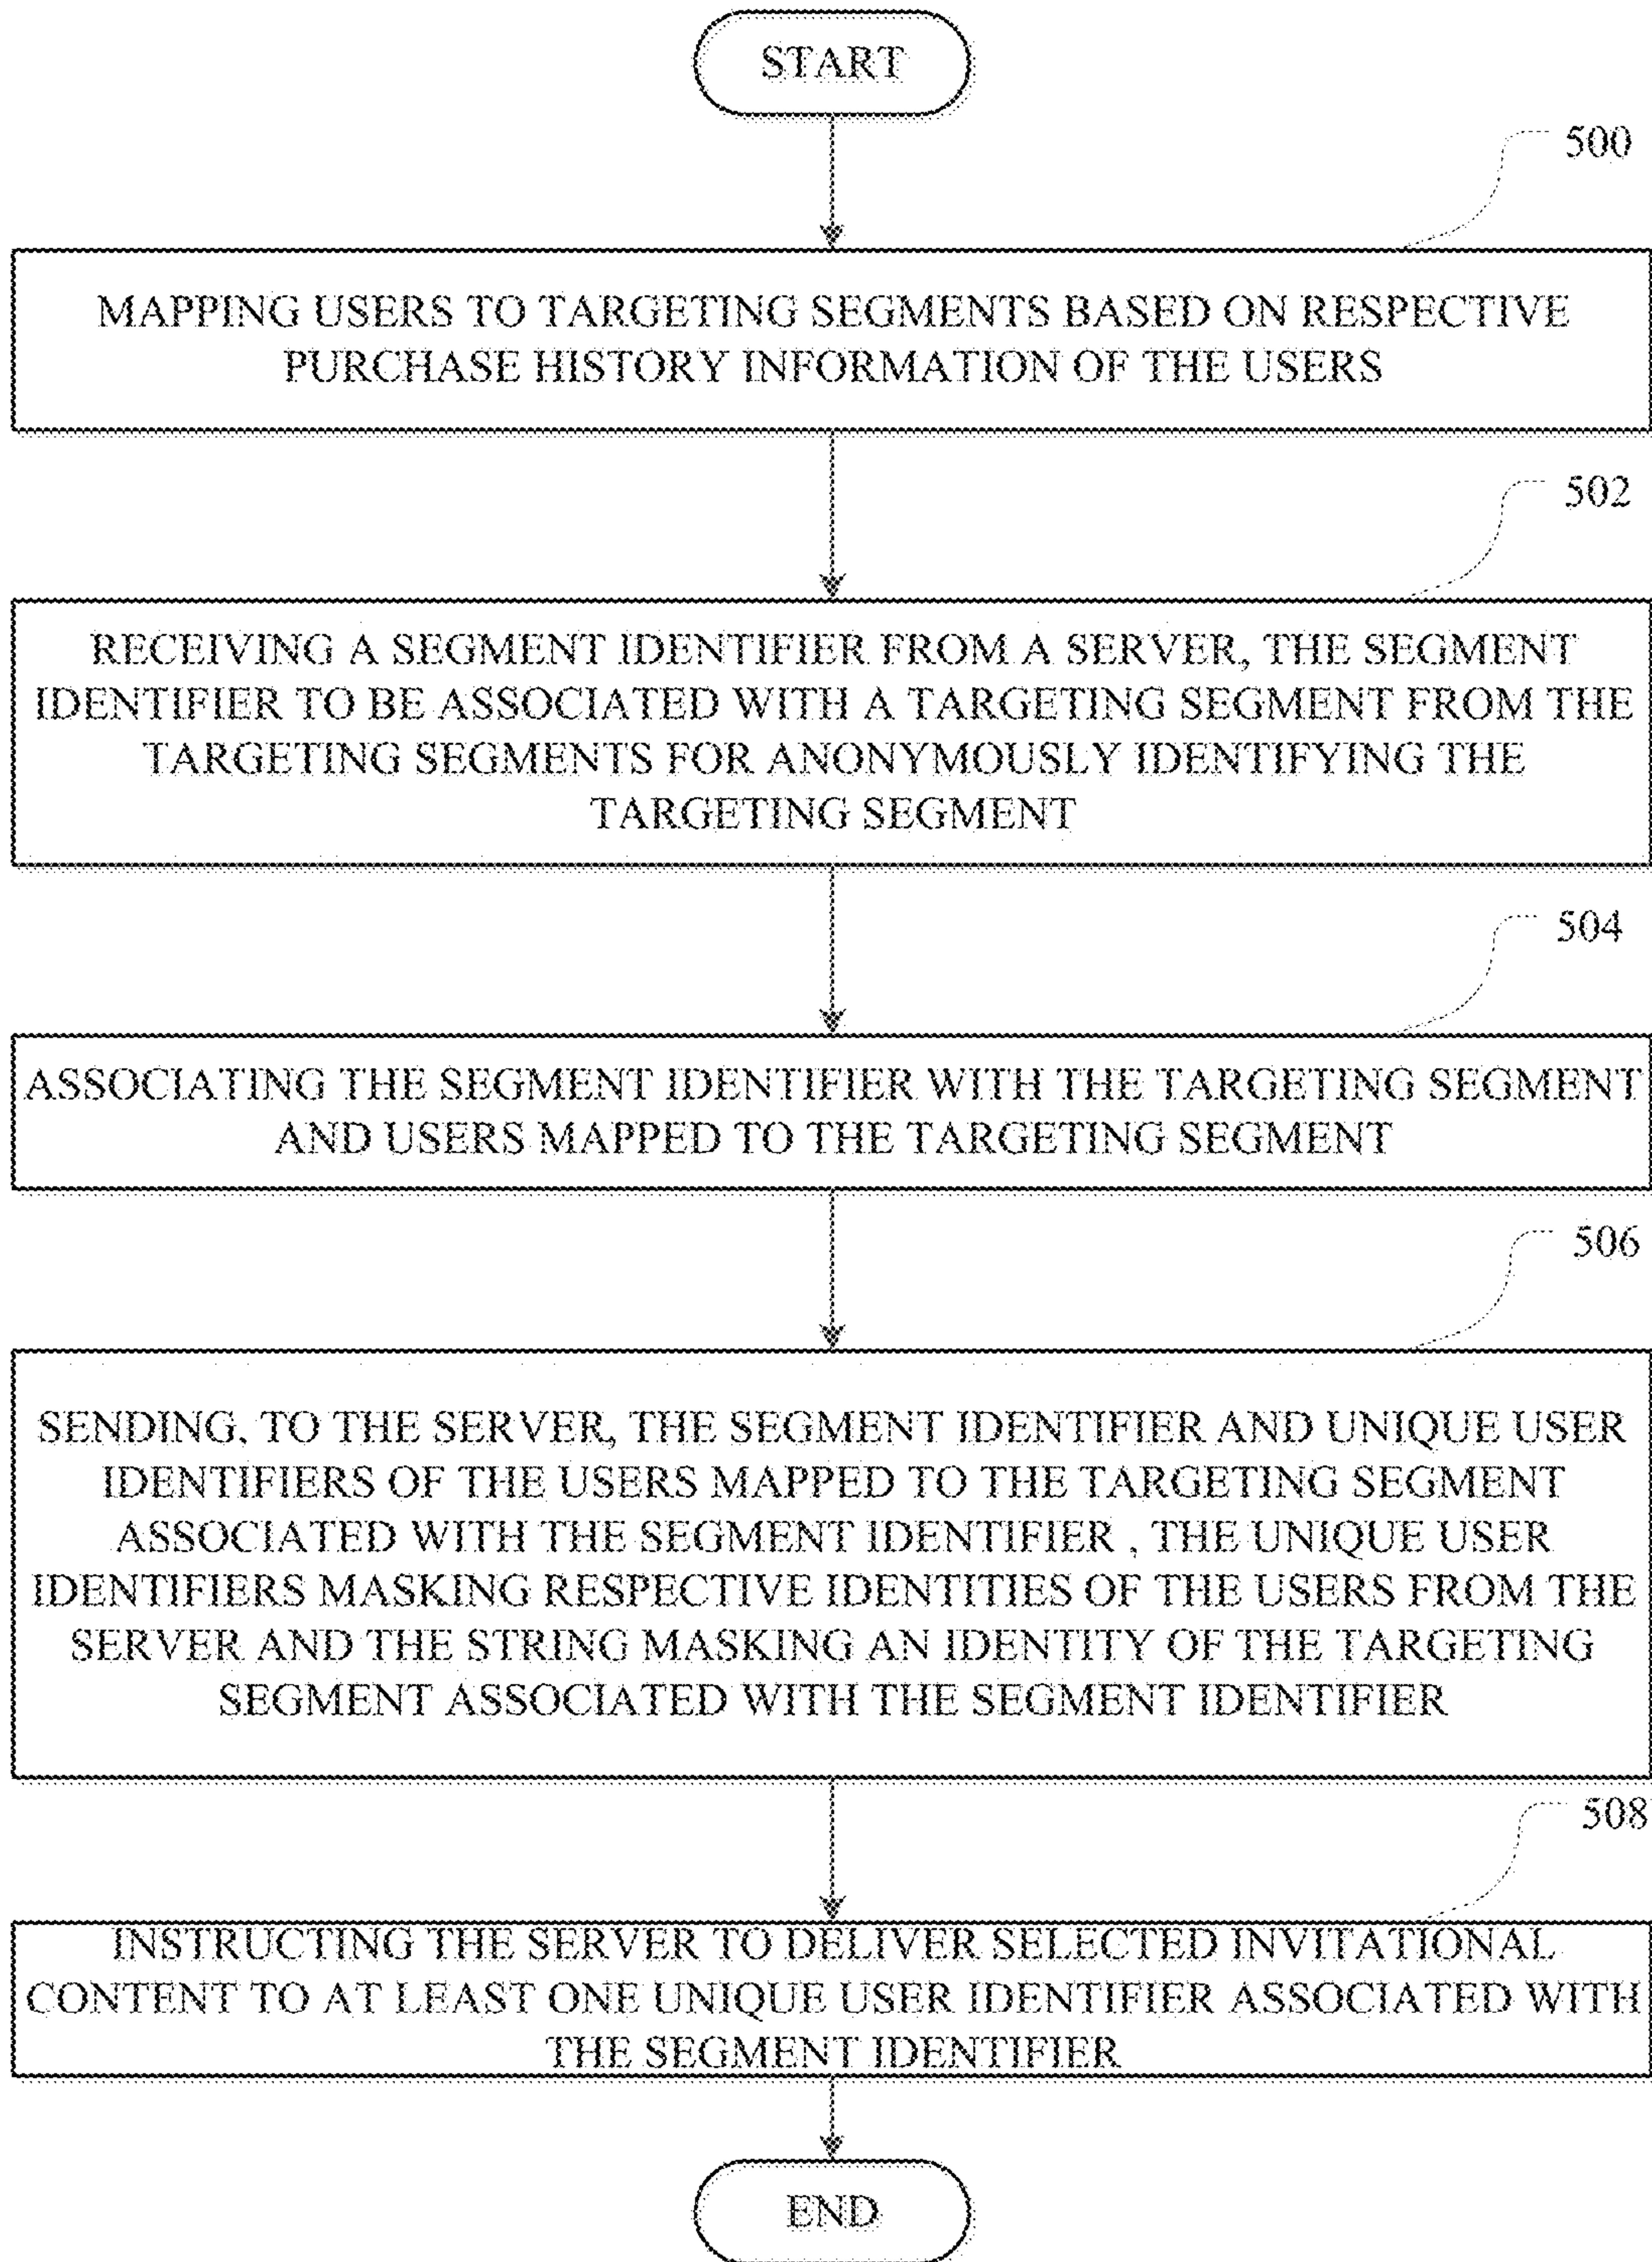 START
500
MAPPING USERS TO TARGETING SEGMENTS BASED ON RESPECTIVE
PURCHASE HISTORY INFORMATION OF THE USERS
502
RECEIVING A SEGMENT IDENTIFIER FROM A SERVER, THE SEGMENT
IDENTIFIER TO BE ASSOCIATED WITH A TARGETING SEGMENT FROM THE
TARGETING SEGMENTS FOR ANONYMOUSLY IDENTIFYING THE
TARGETING SEGMENT
504
ASSOCIATING THE SEGMENT IDENTIFIER WITH THE TARGETING SEGMENT
AND USERS MAPPED TO THE TARGETING SEGMENT
506
SENDING, TO THE SERVER, THE SEGMENT IDENTIFIER AND UNIQUE USER
IDENTIFIERS OF THE USERS MAPPED TO THE TARGETING SEGMENT
ASSOCIATED WITH THE SEGMENT IDENTIFIER , THE UNIQUE USER
IDENTIFIERS MASKING RESPECTIVE IDENTITIES OF THE USERS FROM THE
SERVER AND THE STRING MASKING AN IDENTITY OF THE TARGETING
SEGMENT ASSOCIATED WITH THE SEGMENT IDENTIFIER
508
INSTRUCTING THE SERVER TO DELIVER SELECTED INVITATIONAL
CONTENT TO AT LEAST ONE UNIQUE USER IDENTIFIER ASSOCIATED WITH
THE SEGMENT IDENTIFIER
END